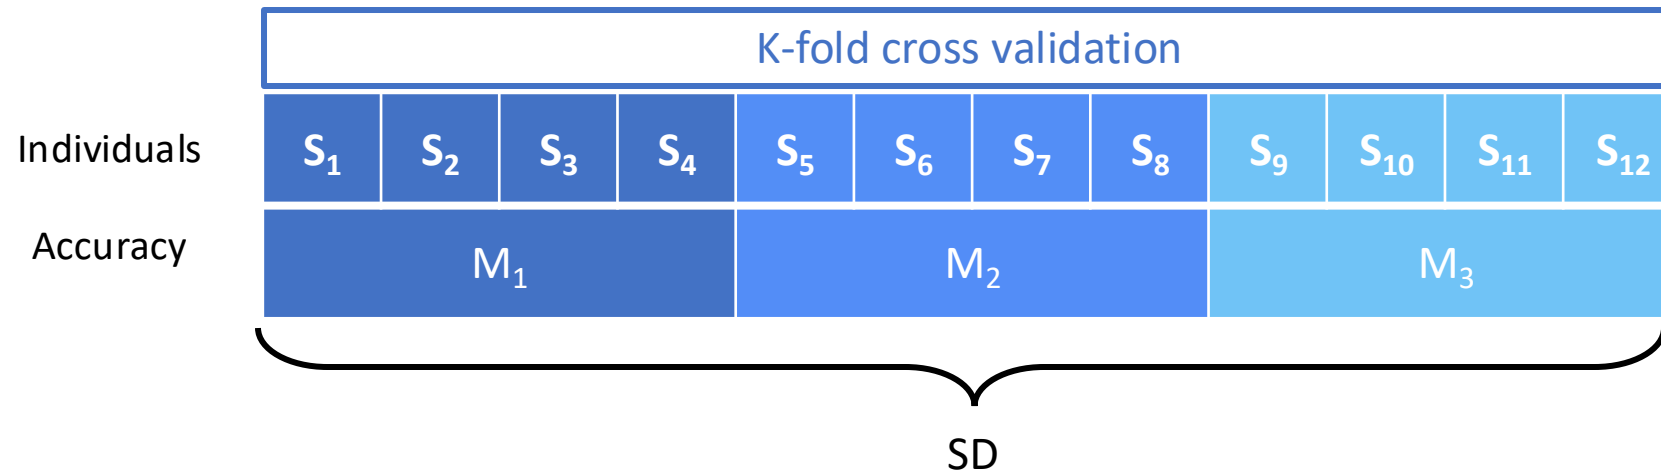 K-fold cross validation
Individuals S₁ S₂ S₃ S₄ S₅ S₆ S₇ S₈ S₉ S₁₀ S₁₁ S₁₂
Accuracy M₁ M₂ M₃
SD